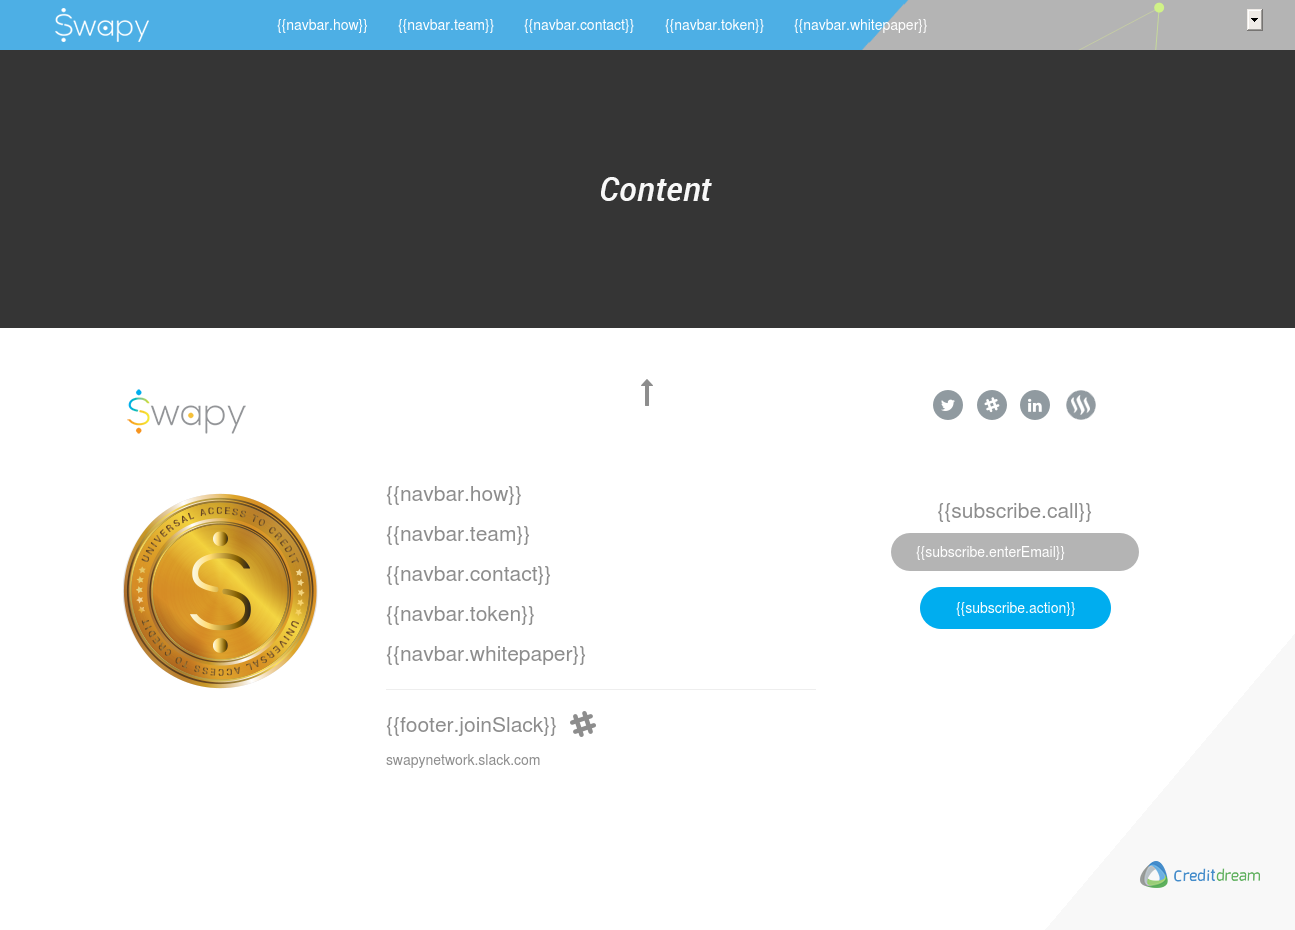 Swapy
{{navbar.how}} {{navbar.team}} {{navbar.contact}} {{navbar.token}} {{navbar.whitepaper}}
Content
Swapy
UNIVERSAL ACCESS TO CREDIT
UNIVERSAL ACCESS TO CREDIT
{{navbar.how}}
{{navbar.team}}
{{navbar.contact}}
{{navbar.token}}
{{navbar.whitepaper}}
{{footer.joinSlack}}
swapynetwork.slack.com
in
{{subscribe.call}}
{{subscribe.enterEmail}}
{{subscribe.action}}
Creditdream